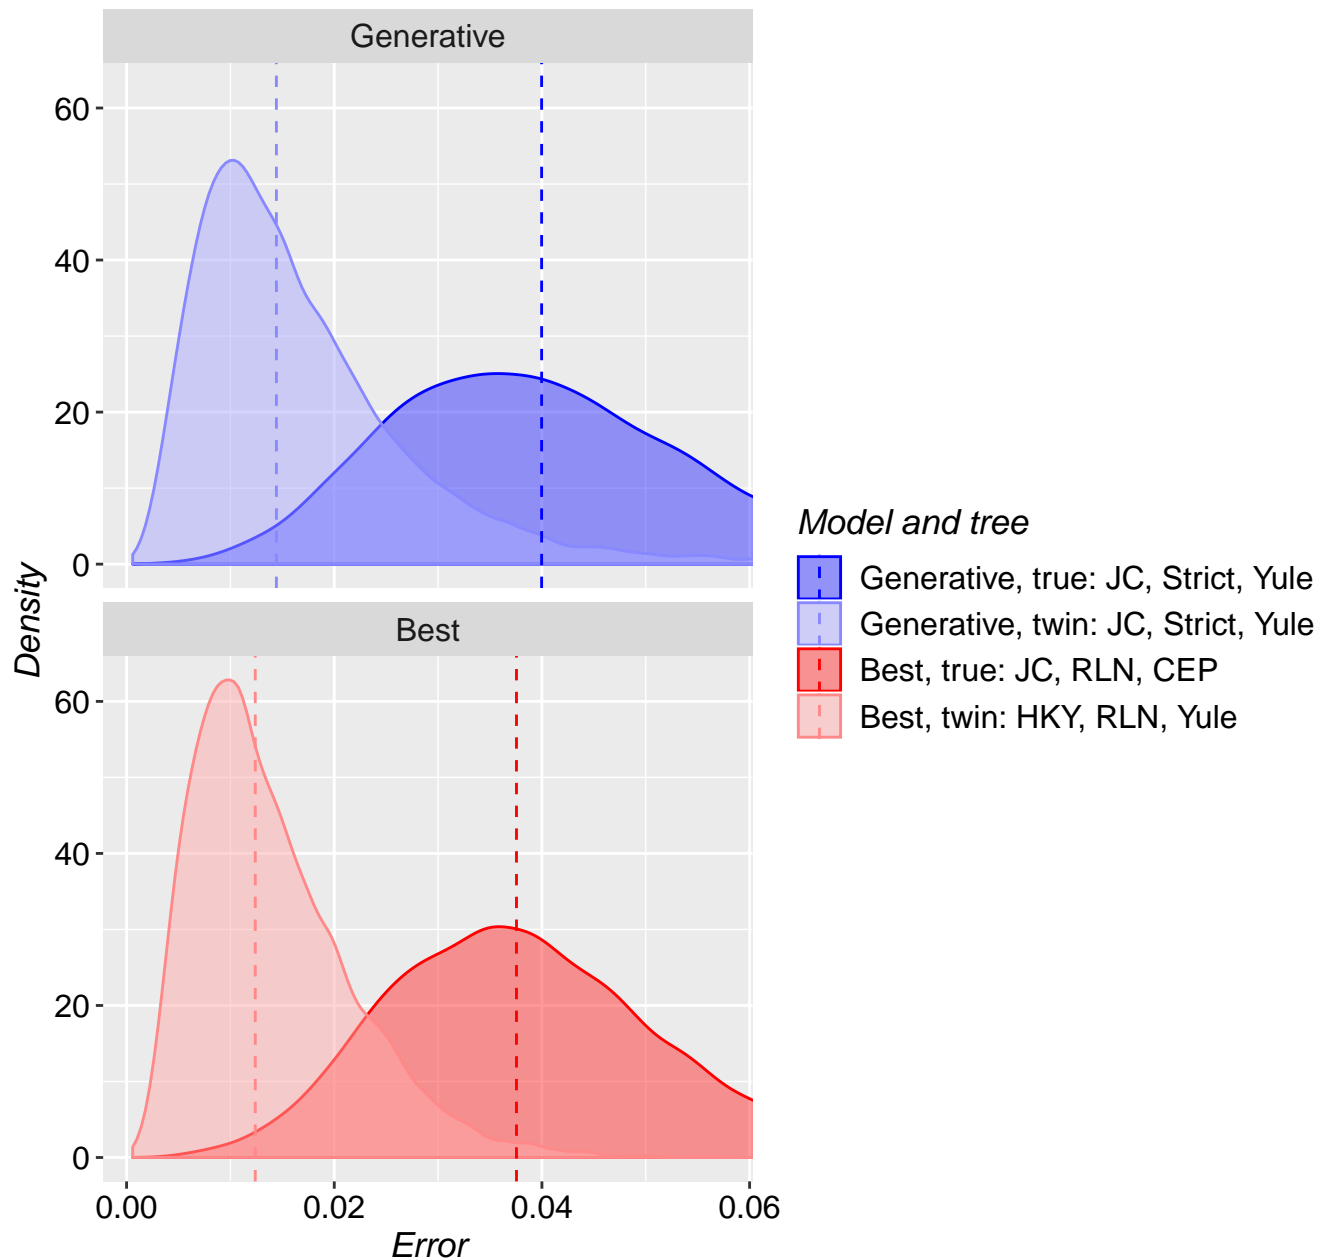 Generative
60
40
20
0
Best
60
40
20
0
0.00 0.02 0.04 0.06
Error
Density
Model and tree
Generative, true: JC, Strict, Yule
Generative, twin: JC, Strict, Yule
Best, true: JC, RLN, CEP
Best, twin: HKY, RLN, Yule